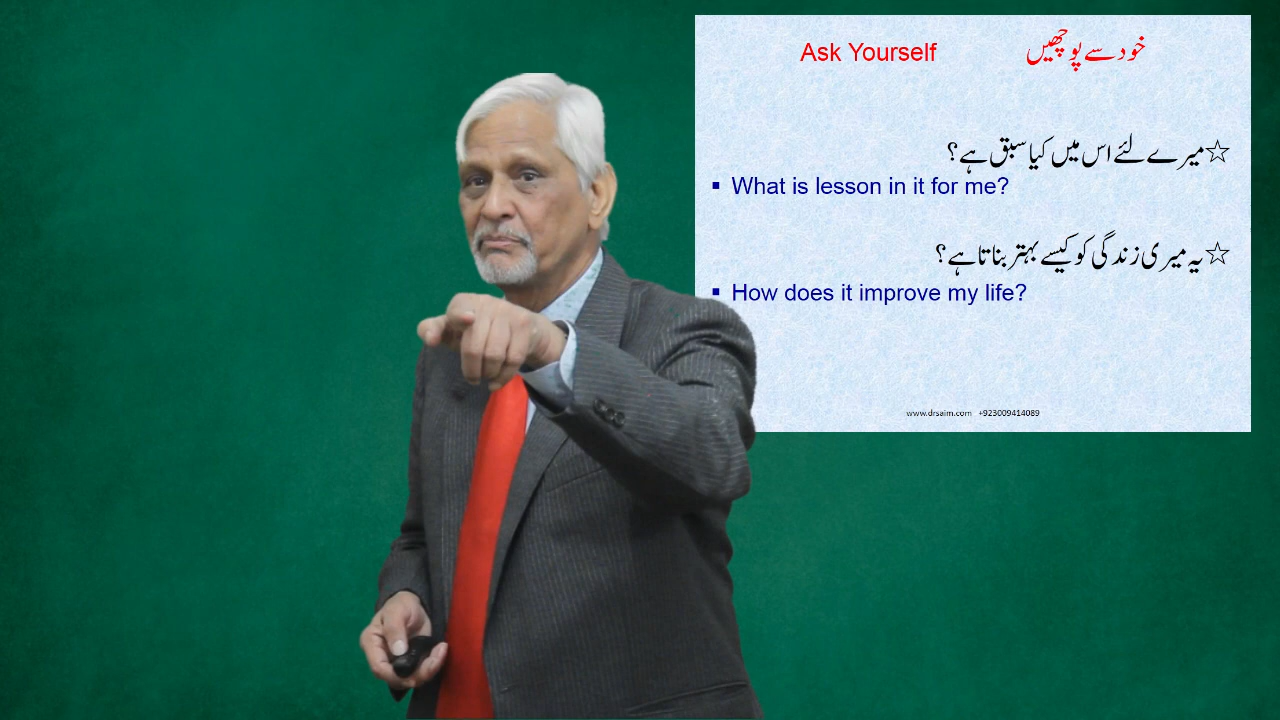 Ask Yourself خود سے پوچھیں
☆میرے لئے اس میں کیا سبق ہے؟
▪ What is lesson in it for me?
☆یہ میری زندگی کو کیسے بہتر بناتا ہے؟
▪ How does it improve my life?
www.drsaim.com +923009414089